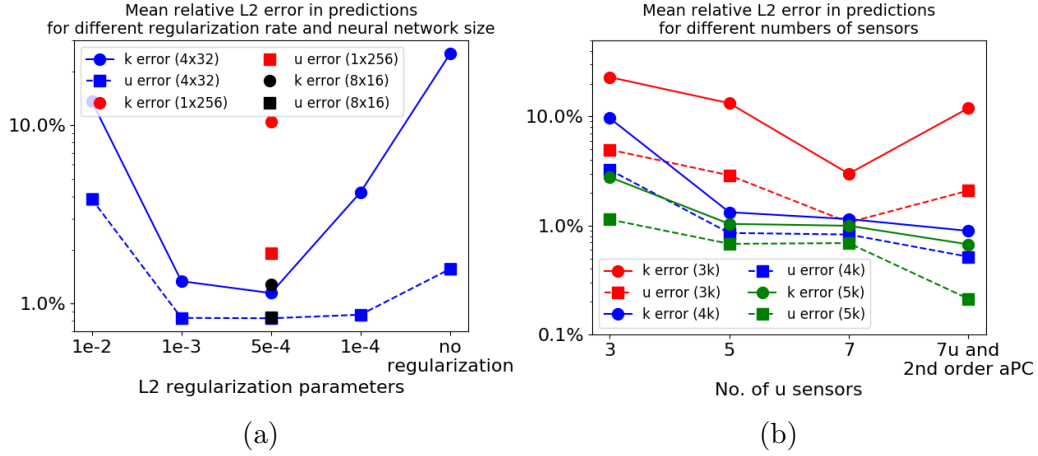 Mean relative L2 error in predictions
for different regularization rate and neural network size
k error (4x32)
u error (4x32)
k error (1x256)
u error (1x256)
k error (8x16)
u error (8x16)
10.0%
1.0%
1e-2
1e-3
5e-4
1e-4
no
regularization
L2 regularization parameters
(a)
Mean relative L2 error in predictions
for different numbers of sensors
10.0%
1.0%
0.1%
k error (3k)
u error (3k)
k error (4k)
u error (4k)
k error (5k)
u error (5k)
3
5
7
7u and
2nd order aPC
No. of u sensors
(b)